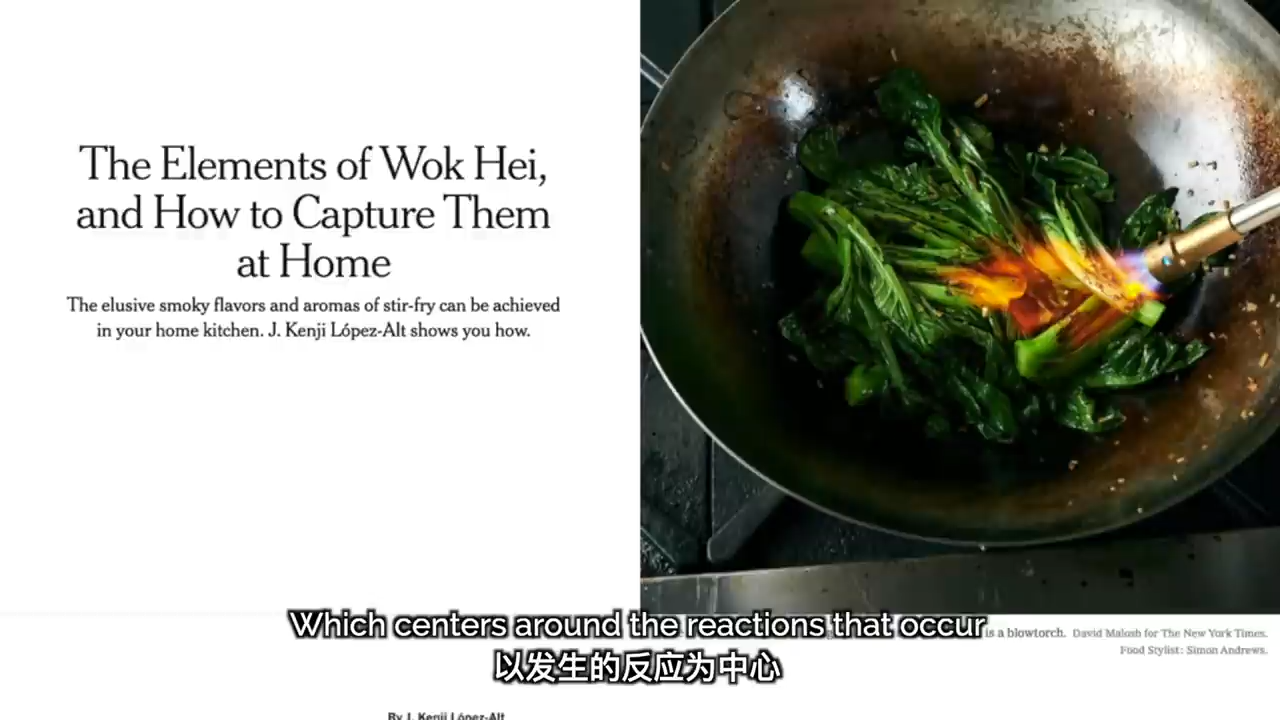 The Elements of Wok Hei,
and How to Capture Them
at Home
The elusive smoky flavors and aromas of stir-fry can be achieved
in your home kitchen. J. Kenji López-Alt shows you how.
is a blowtorch. David Malosh for The New York Times.
Food Stylist: Simon Andrews.
Which centers around the reactions that occur
以发生的反应为中心
By J. Kenji López-Alt